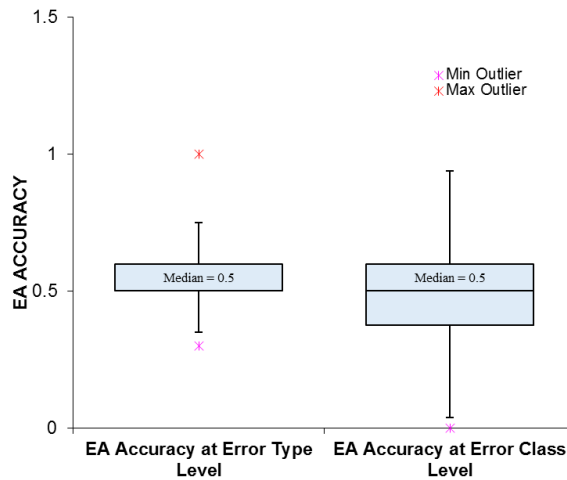 1.5
Min Outlier
Max Outlier
1
EA ACCURACY
Median = 0.5
Median = 0.5
0.5
0
EA Accuracy at Error Type
Level
EA Accuracy at Error Class
Level